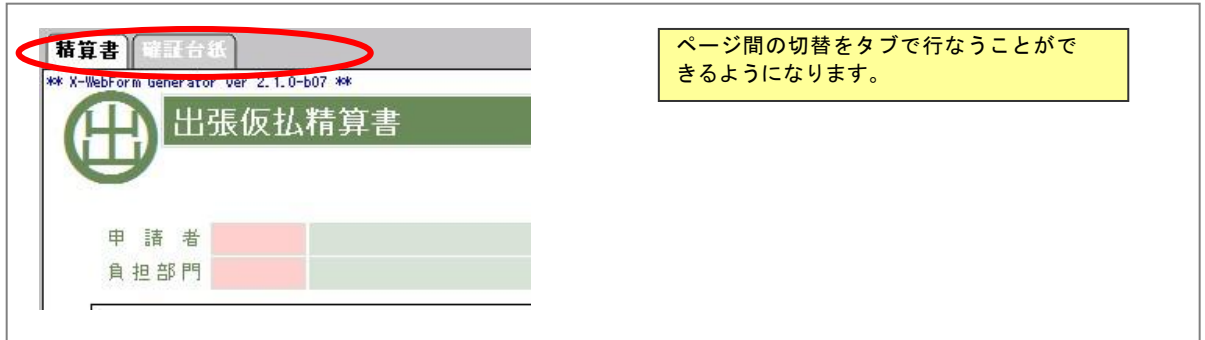 精算書 確証台紙
** X-WebForm Generator Ver 2.1.0-b07 **
出 出張仮払精算書
申請者
負担部門
ページ間の切替をタブで行なうことがで
きるようになります。